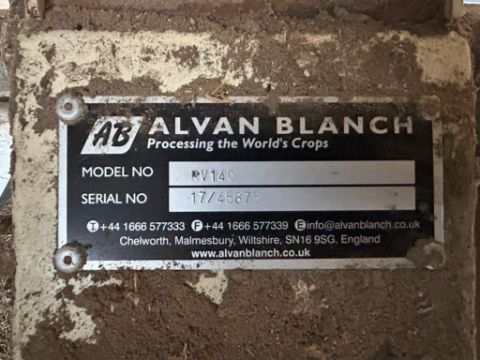 AB ALVAN BLANCH
Processing the World's Crops
MODEL NO RV140
SERIAL NO 17/45875
T+44 1666 577333 F+44 1666 577339 E info@alvanblanch.co.uk
Chelworth, Malmesbury, Wiltshire, SN16 9SG, England
www.alvanblanch.co.uk